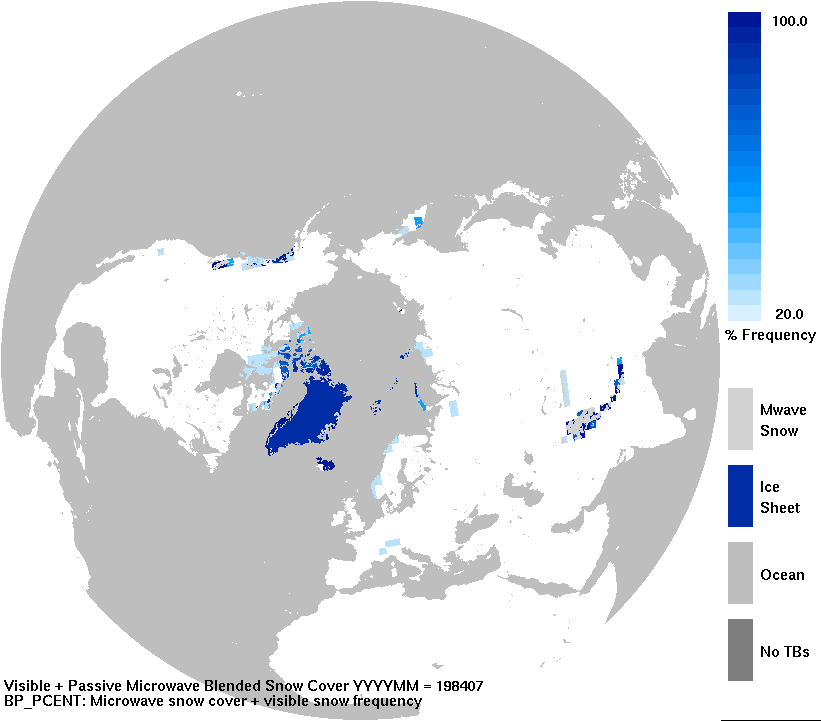 100.0
20.0
% Frequency
Mwave
Snow
Ice
Sheet
Ocean
No TBs
Visible + Passive Microwave Blended Snow Cover YYYYMM = 198407
BP_PCENT: Microwave snow cover + visible snow frequency